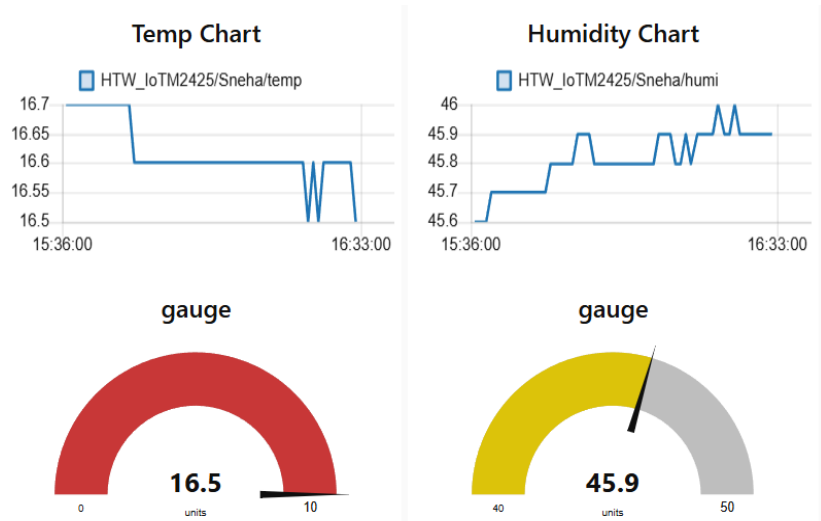 Temp Chart
HTW_IoTM2425/Sneha/temp
16.7
16.65
16.6
16.55
16.5
15:36:00 16:33:00
Humidity Chart
HTW_IoTM2425/Sneha/humi
46
45.9
45.8
45.7
45.6
15:36:00 16:33:00
gauge
16.5
units
0 10
gauge
45.9
units
40 50